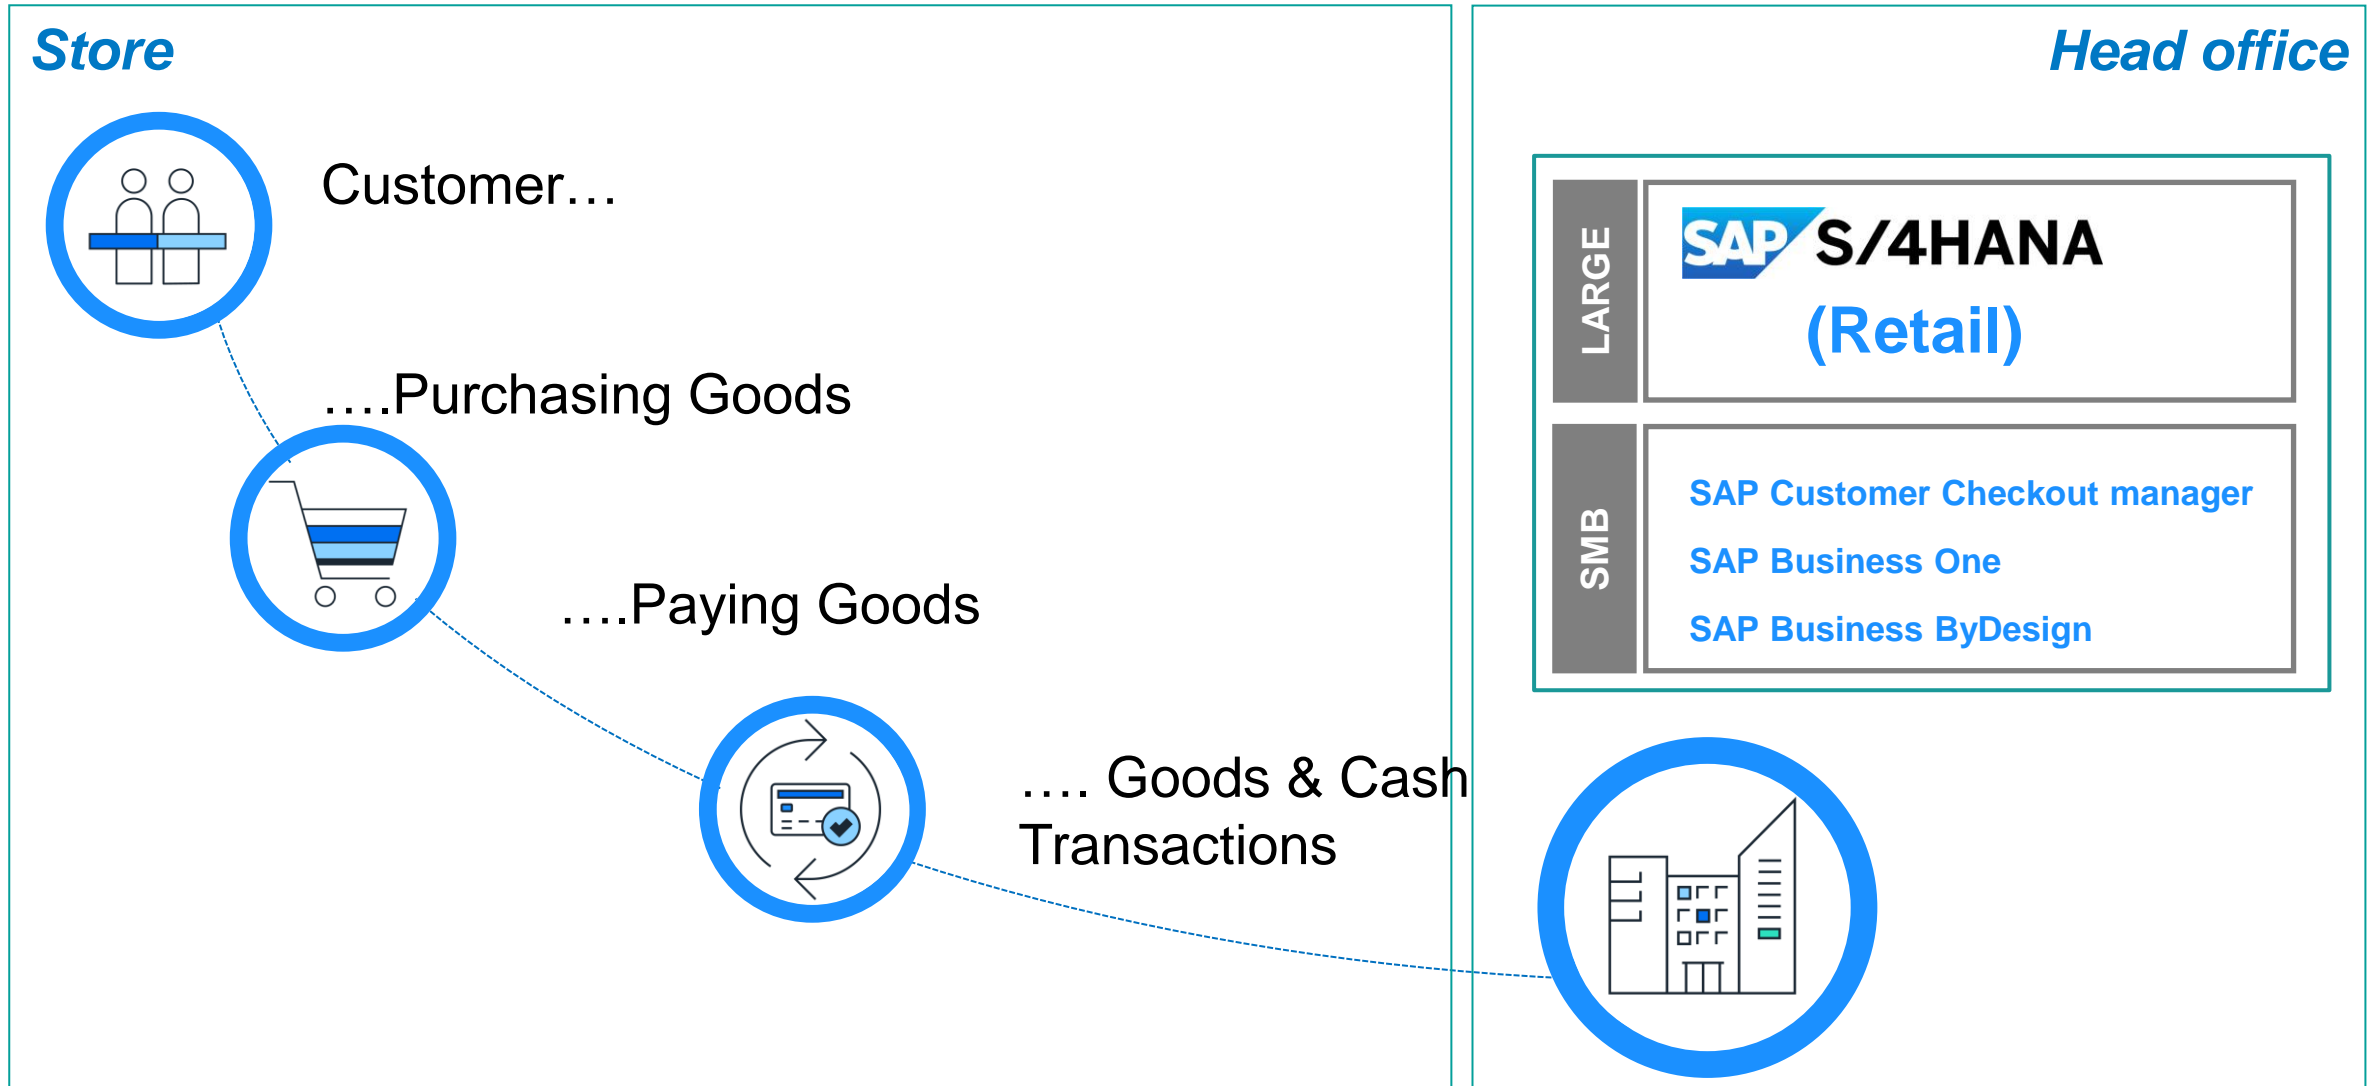 Store
Customer…
….Purchasing Goods
….Paying Goods
…. Goods & Cash
Transactions
Head office
LARGE
SAP S/4HANA
(Retail)
SMB
SAP Customer Checkout manager
SAP Business One
SAP Business ByDesign